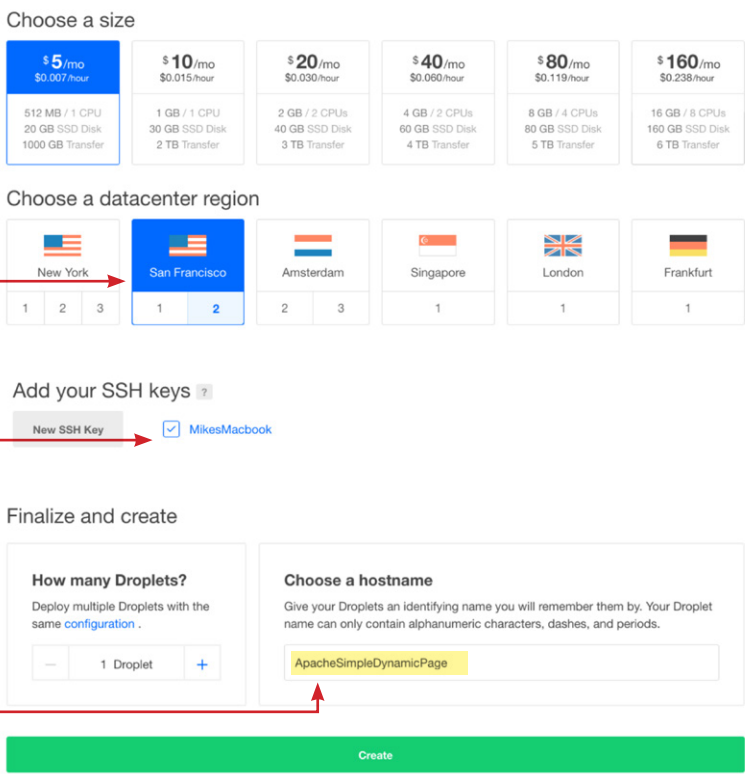 Choose a size
$5/mo
$0.007/hour
512 MB / 1 CPU
20 GB SSD Disk
1000 GB Transfer
$10/mo
$0.015/hour
1 GB / 1 CPU
30 GB SSD Disk
2 TB Transfer
$20/mo
$0.030/hour
2 GB / 2 CPUs
40 GB SSD Disk
3 TB Transfer
$40/mo
$0.060/hour
4 GB / 2 CPUs
60 GB SSD Disk
4 TB Transfer
$80/mo
$0.119/hour
8 GB / 4 CPUs
80 GB SSD Disk
5 TB Transfer
$160/mo
$0.238/hour
16 GB / 8 CPUs
160 GB SSD Disk
6 TB Transfer
Choose a datacenter region
New York
1 2 3
San Francisco
1 2
Amsterdam
2 3
Singapore
1
London
1
Frankfurt
1
Add your SSH keys ?
New SSH Key
MikesMacbook
Finalize and create
How many Droplets?
Deploy multiple Droplets with the
same configuration .
− 1 Droplet +
Choose a hostname
Give your Droplets an identifying name you will remember them by. Your Droplet
name can only contain alphanumeric characters, dashes, and periods.
ApacheSimpleDynamicPage
Create